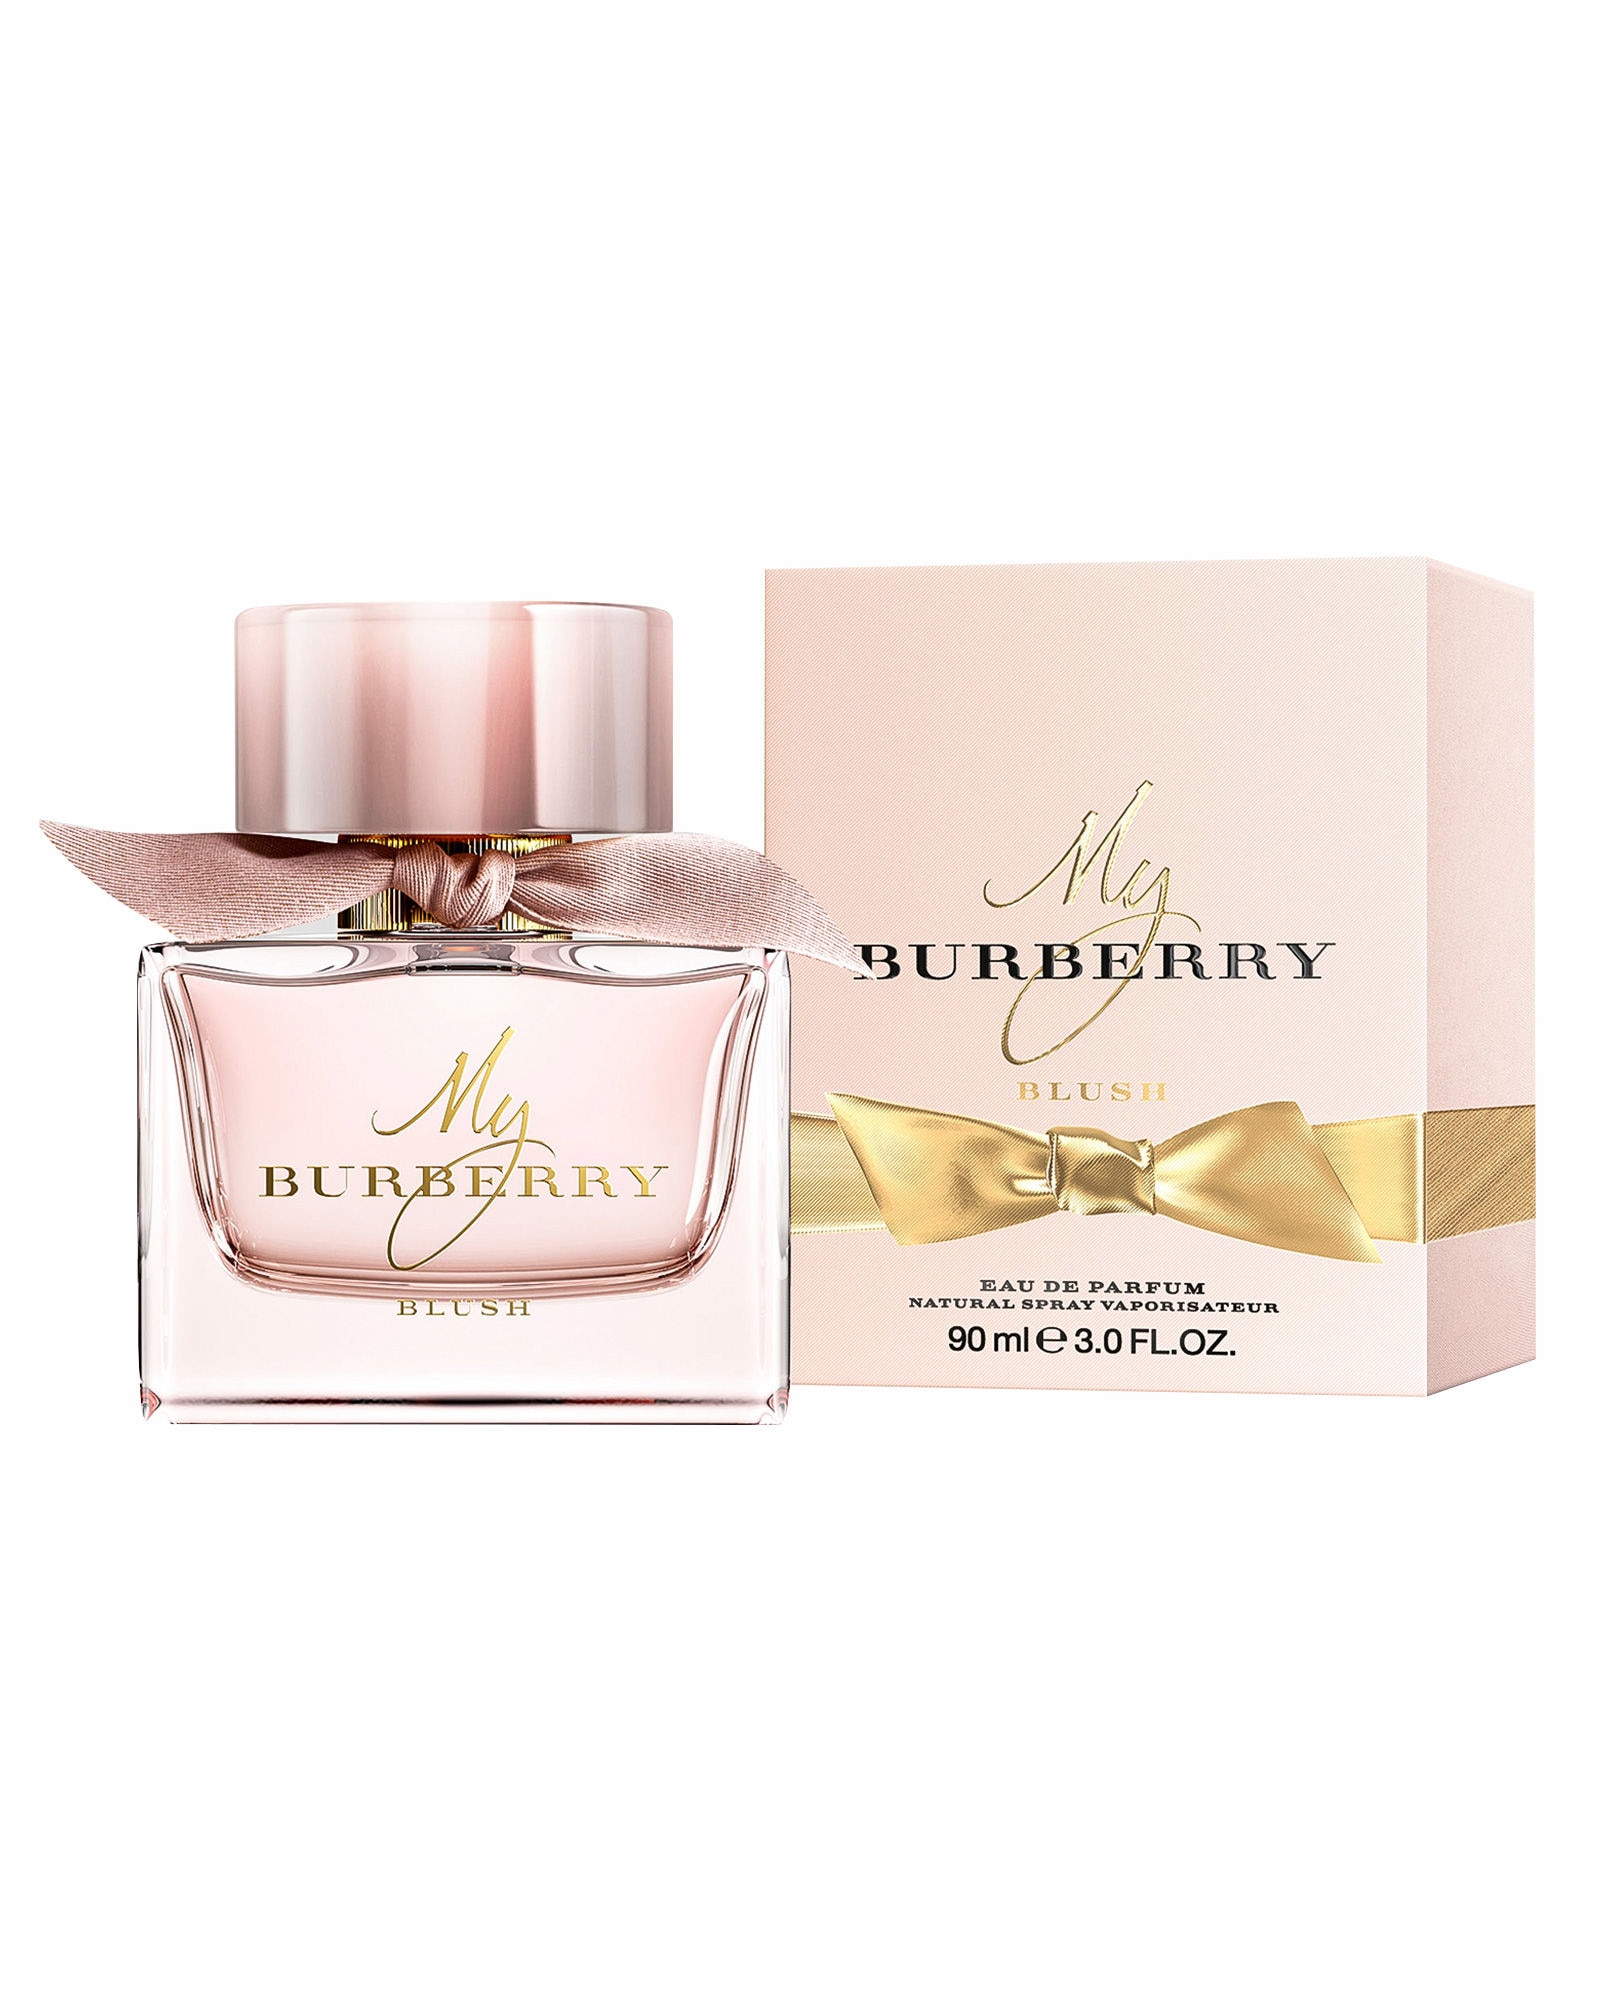 My
BURBERRY
BLUSH
My
BURBERRY
BLUSH
EAU DE PARFUM
NATURAL SPRAY VAPORISATEUR
90 ml ℮ 3.0 FL.OZ.